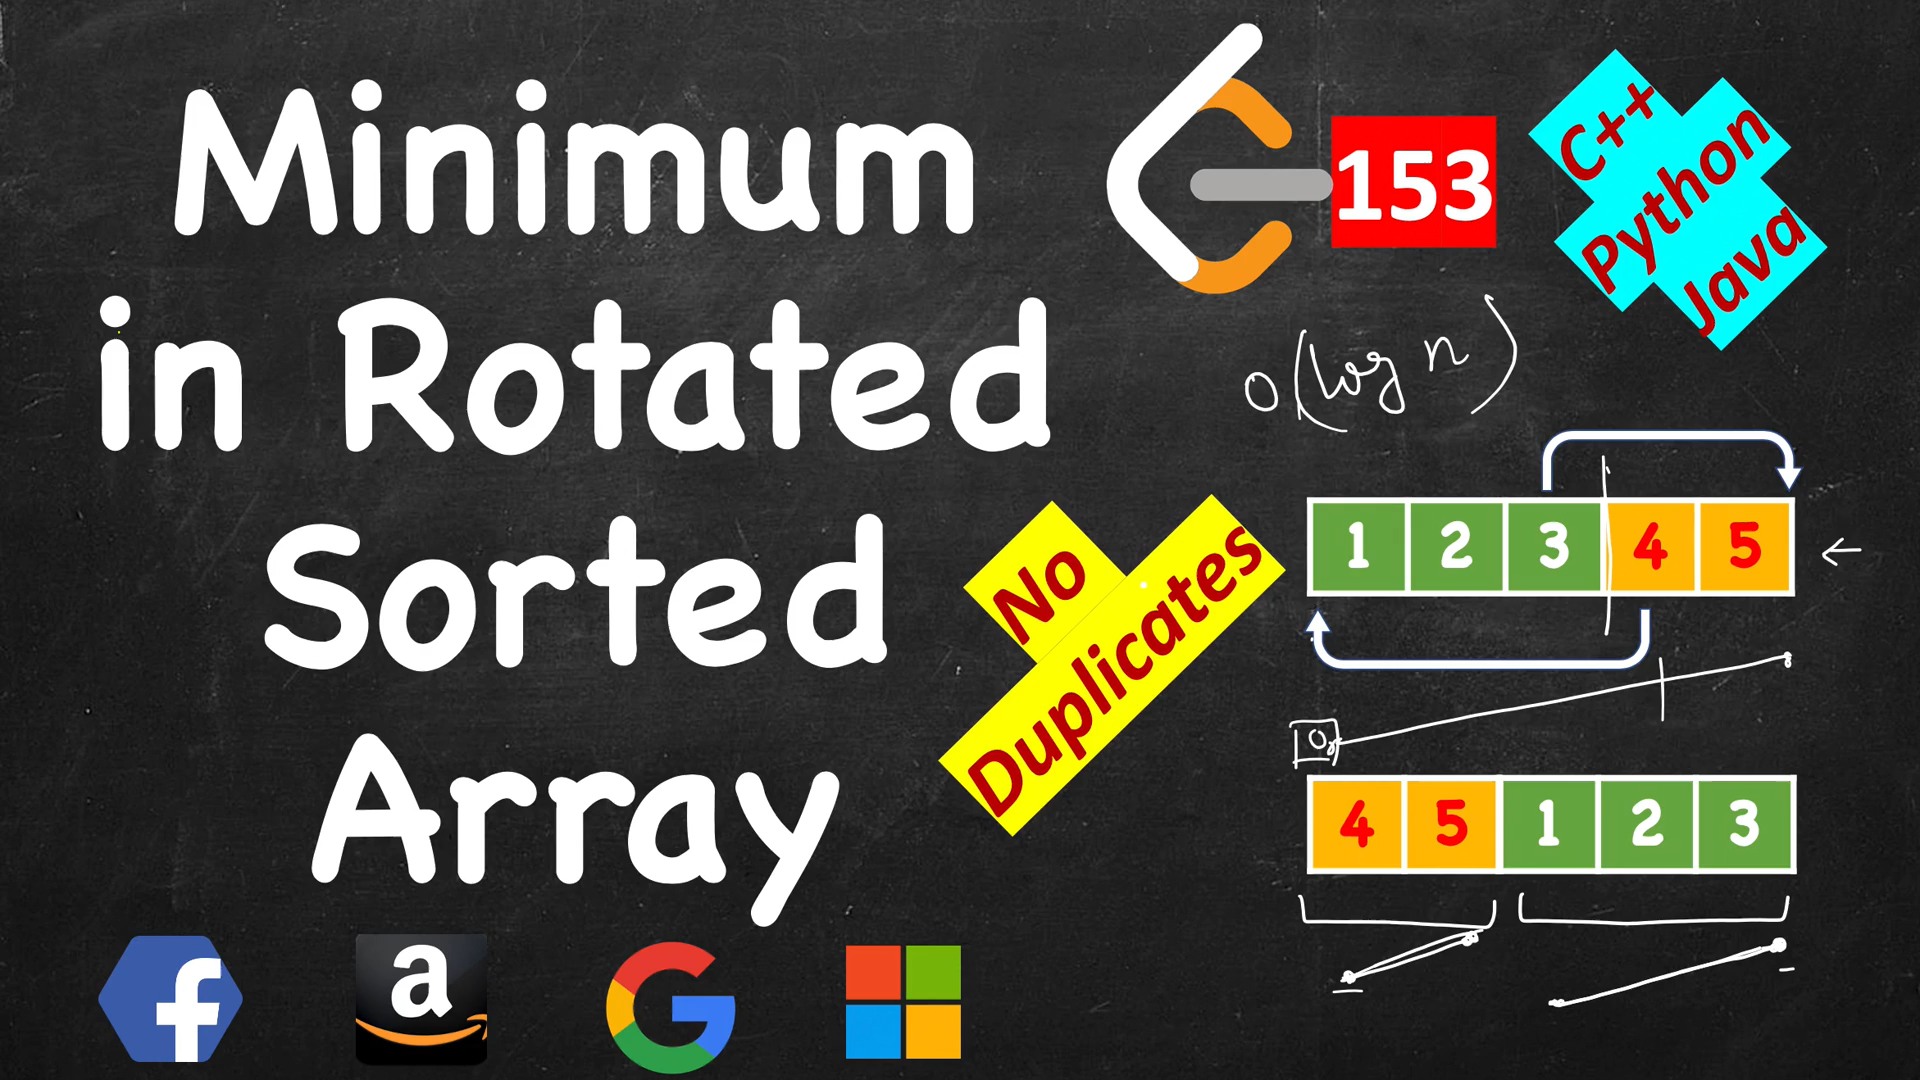 Minimum
in Rotated
Sorted
Array
153
C++
Python
Java
O(log n)
No
Duplicates
1 2 3 4 5
0
4 5 1 2 3
f
a
G